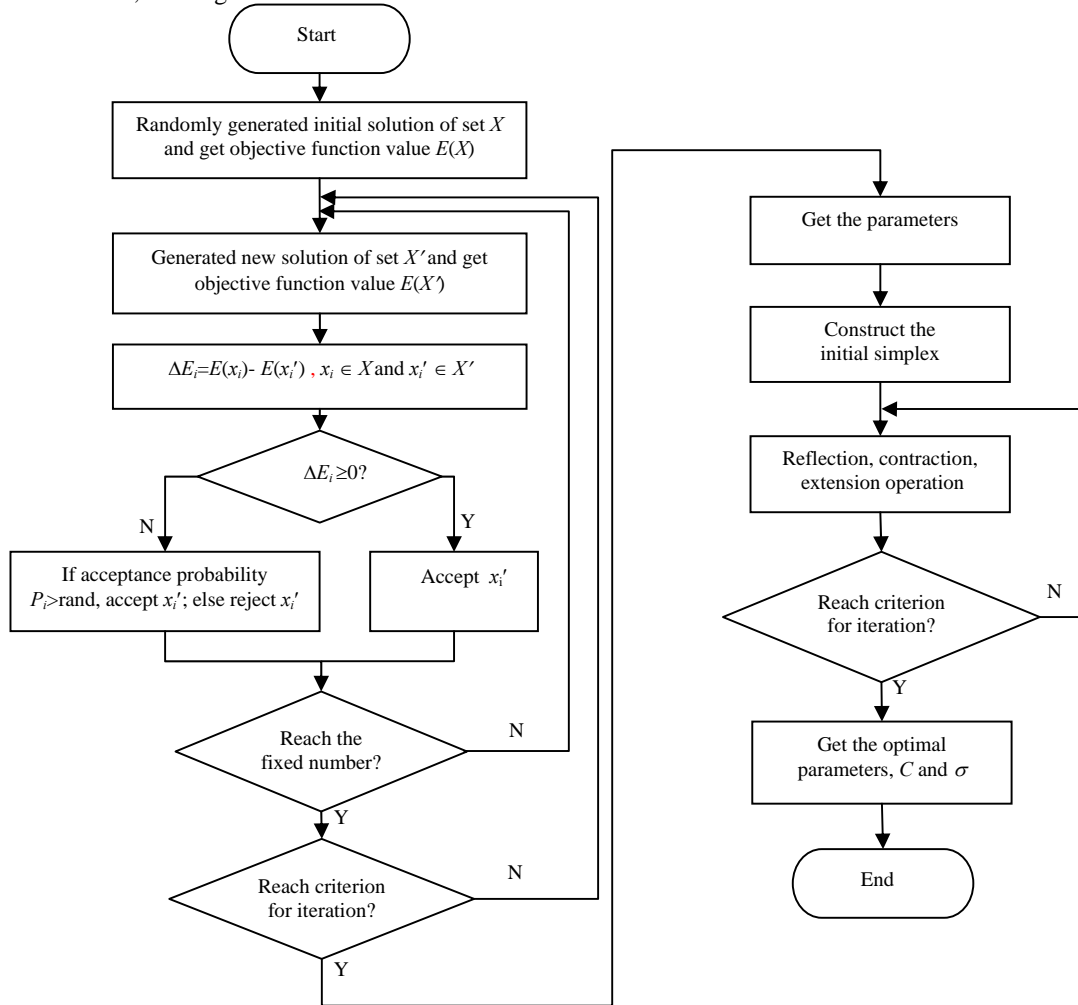 Start
Randomly generated initial solution of set X
and get objective function value E(X)
Generated new solution of set X′ and get
objective function value E(X′)
ΔEᵢ=E(xᵢ)- E(xᵢ′) , xᵢ ∈ X and xᵢ′ ∈ X′
ΔEᵢ≥0?
N
Y
If acceptance probability
Pᵢ>rand, accept xᵢ′; else reject xᵢ′
Accept xᵢ′
Reach the
fixed number?
N
Y
Reach criterion
for iteration?
N
Y
Get the parameters
Construct the
initial simplex
Reflection, contraction,
extension operation
Reach criterion
for iteration?
N
Y
Get the optimal
parameters, C and σ
End